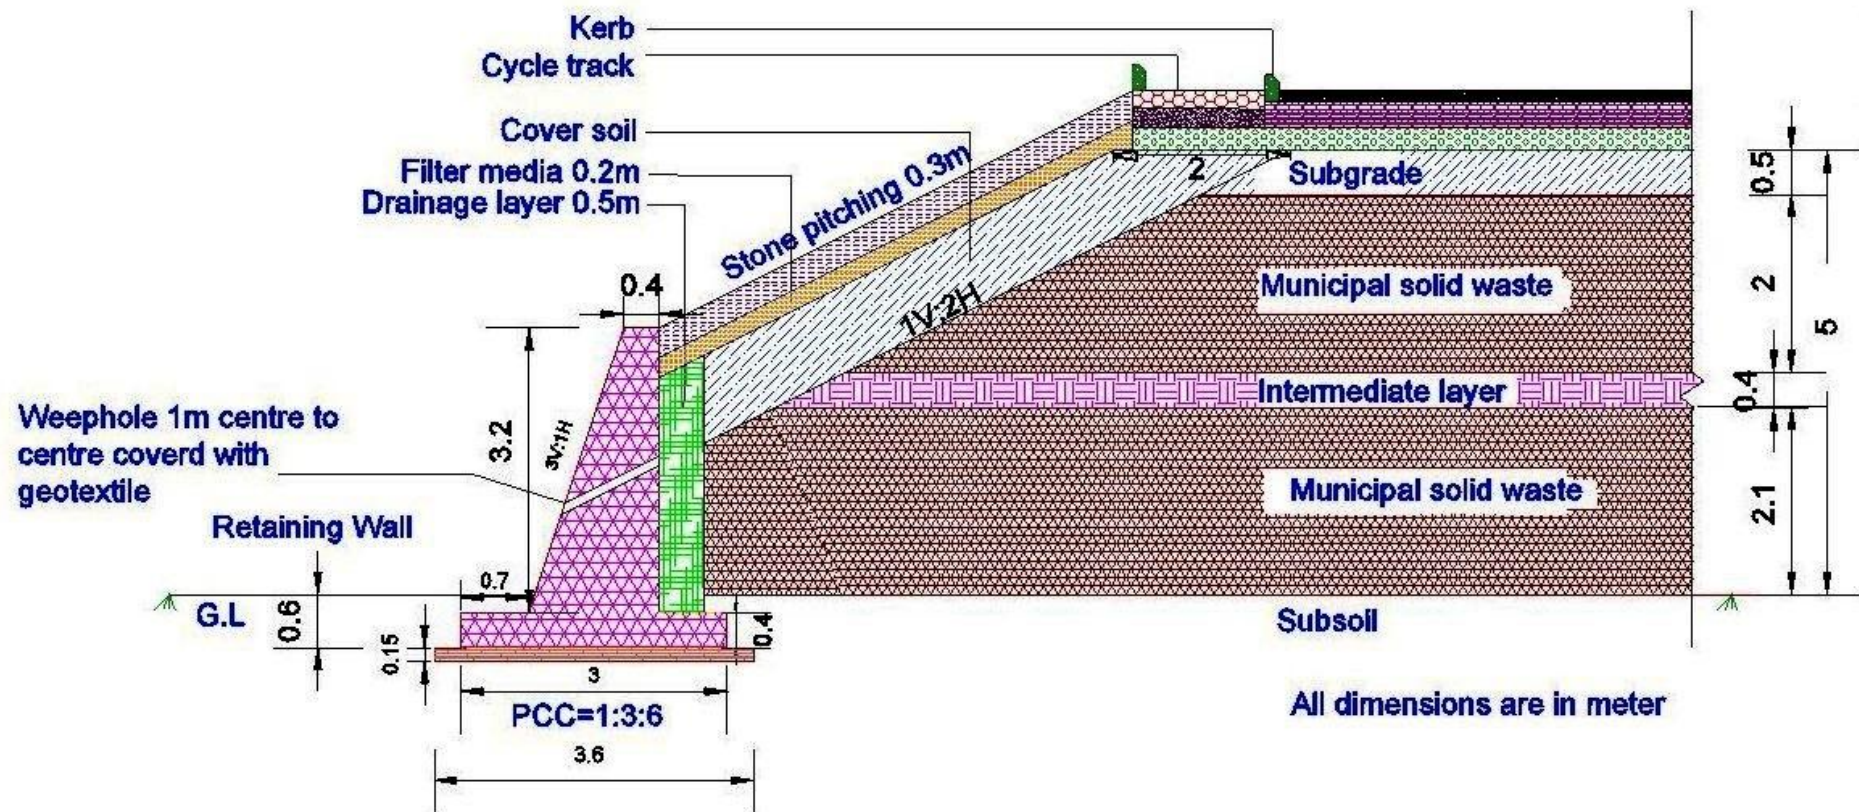 Kerb
Cycle track
Cover soil
Filter media 0.2m
Drainage layer 0.5m
Stone pitching 0.3m
2
Subgrade
0.5
0.4
1V:2H
Municipal solid waste
2
5
Intermediate layer
0.4
Weephole 1m centre to
centre coverd with
geotextile
3.2
3V:1H
Municipal solid waste
2.1
Retaining Wall
0.7
G.L
0.6
0.15
0.4
Subsoil
3
PCC=1:3:6
3.6
All dimensions are in meter